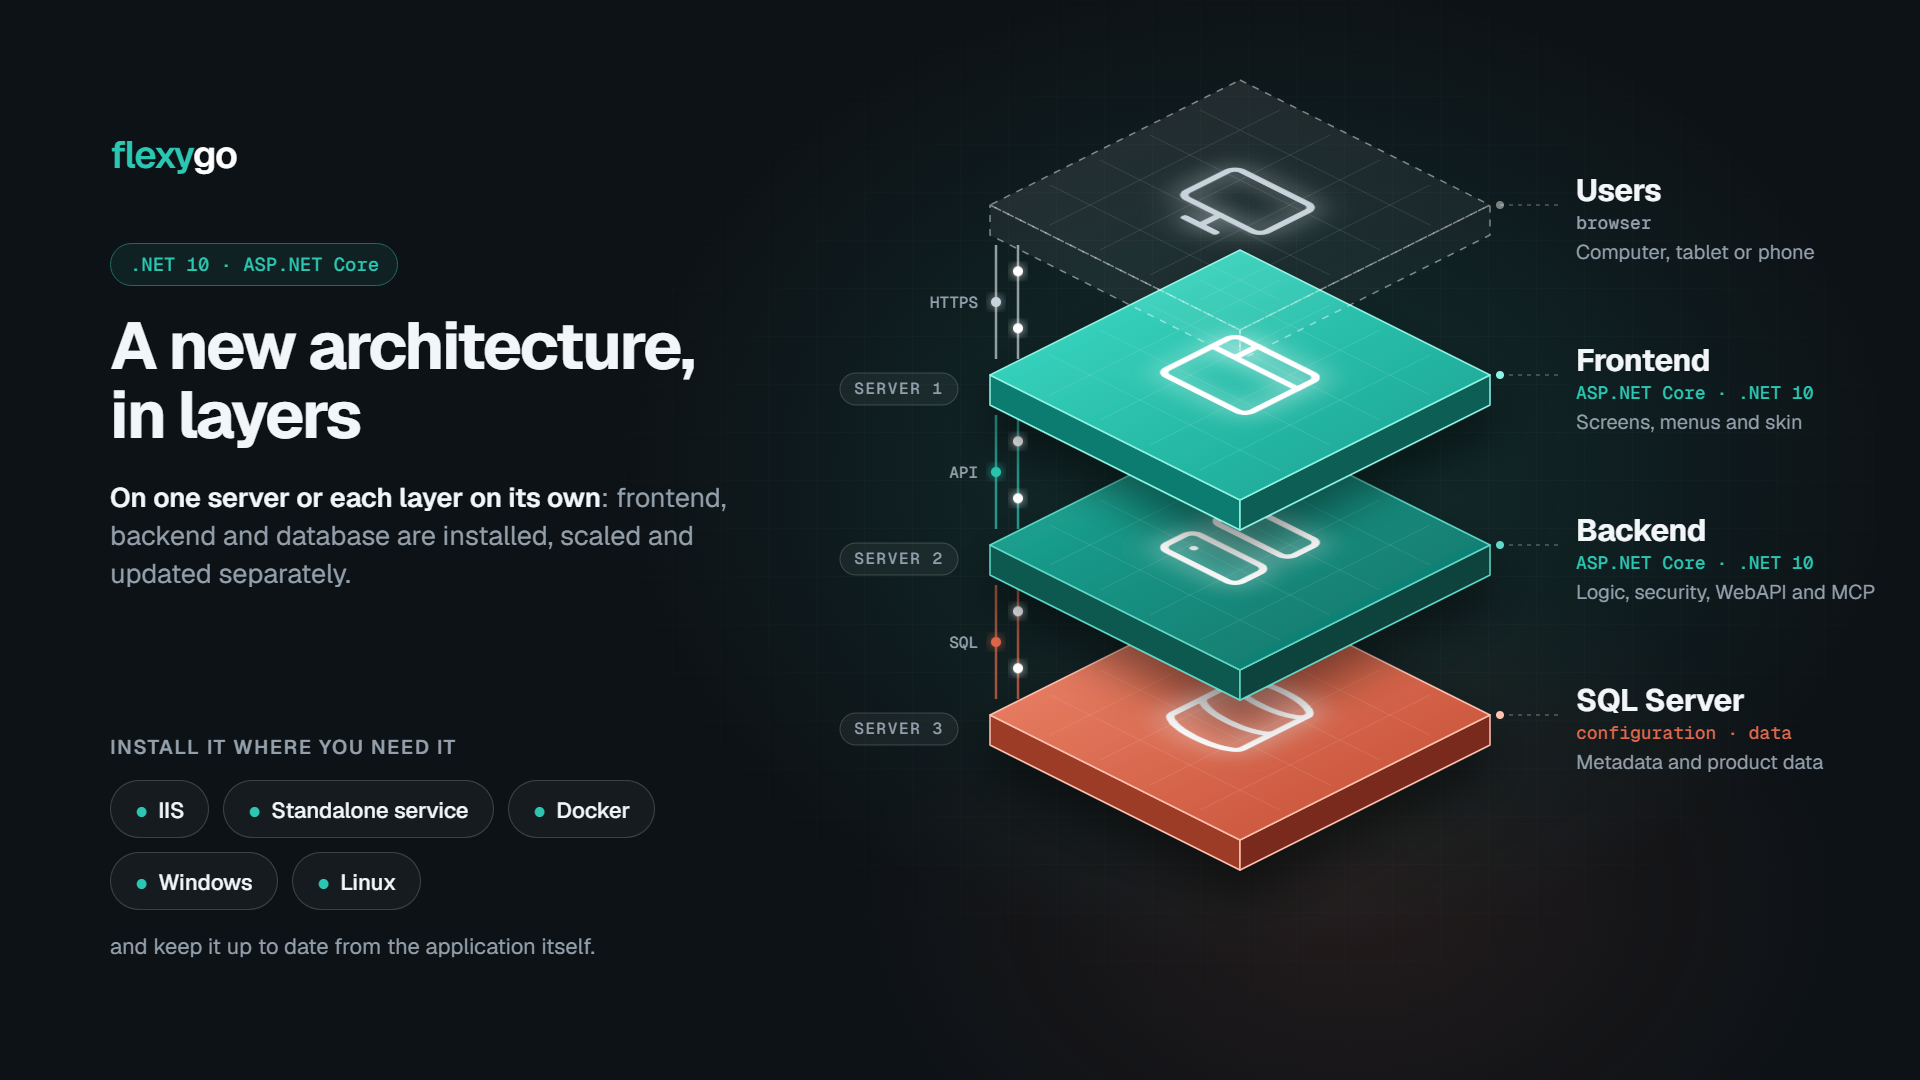 flexygo
.NET 10 · ASP.NET Core
A new architecture,
in layers
On one server or each layer on its own: frontend,
backend and database are installed, scaled and
updated separately.
INSTALL IT WHERE YOU NEED IT
IIS
Standalone service
Docker
Windows
Linux
and keep it up to date from the application itself.
HTTPS
SERVER 1
API
SERVER 2
SQL
SERVER 3
Users
browser
Computer, tablet or phone
Frontend
ASP.NET Core · .NET 10
Screens, menus and skin
Backend
ASP.NET Core · .NET 10
Logic, security, WebAPI and MCP
SQL Server
configuration · data
Metadata and product data